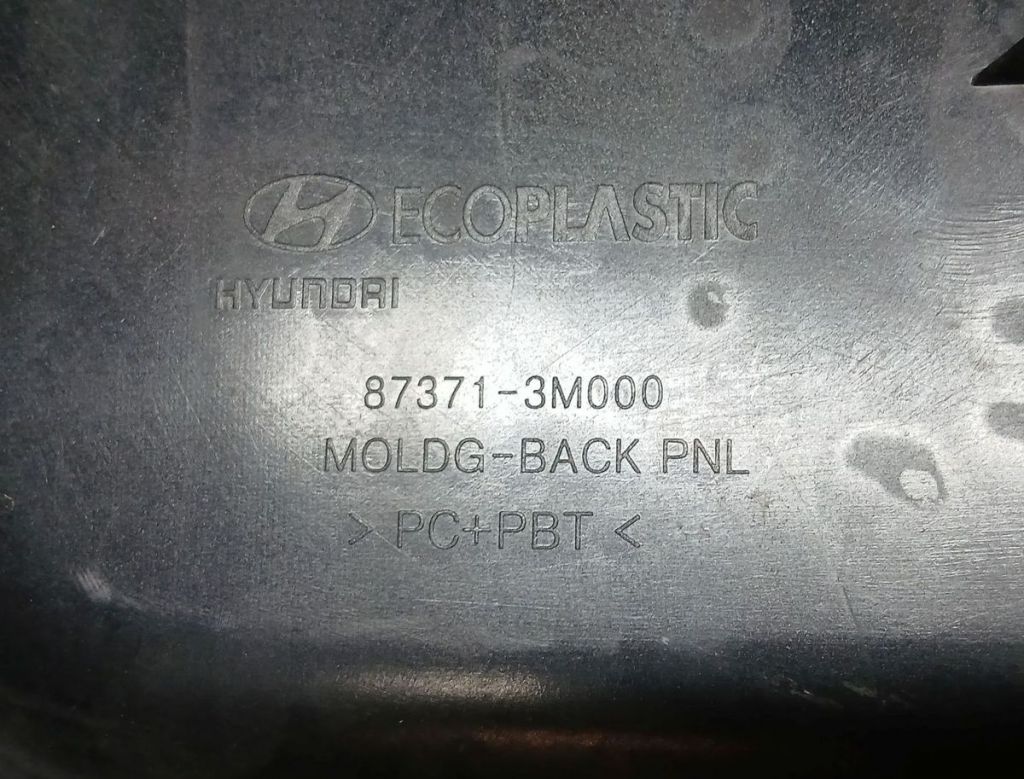 ECOPLASTIC
HYUNDAI
87371-3M000
MOLDG-BACK PNL
>PC+PBT<